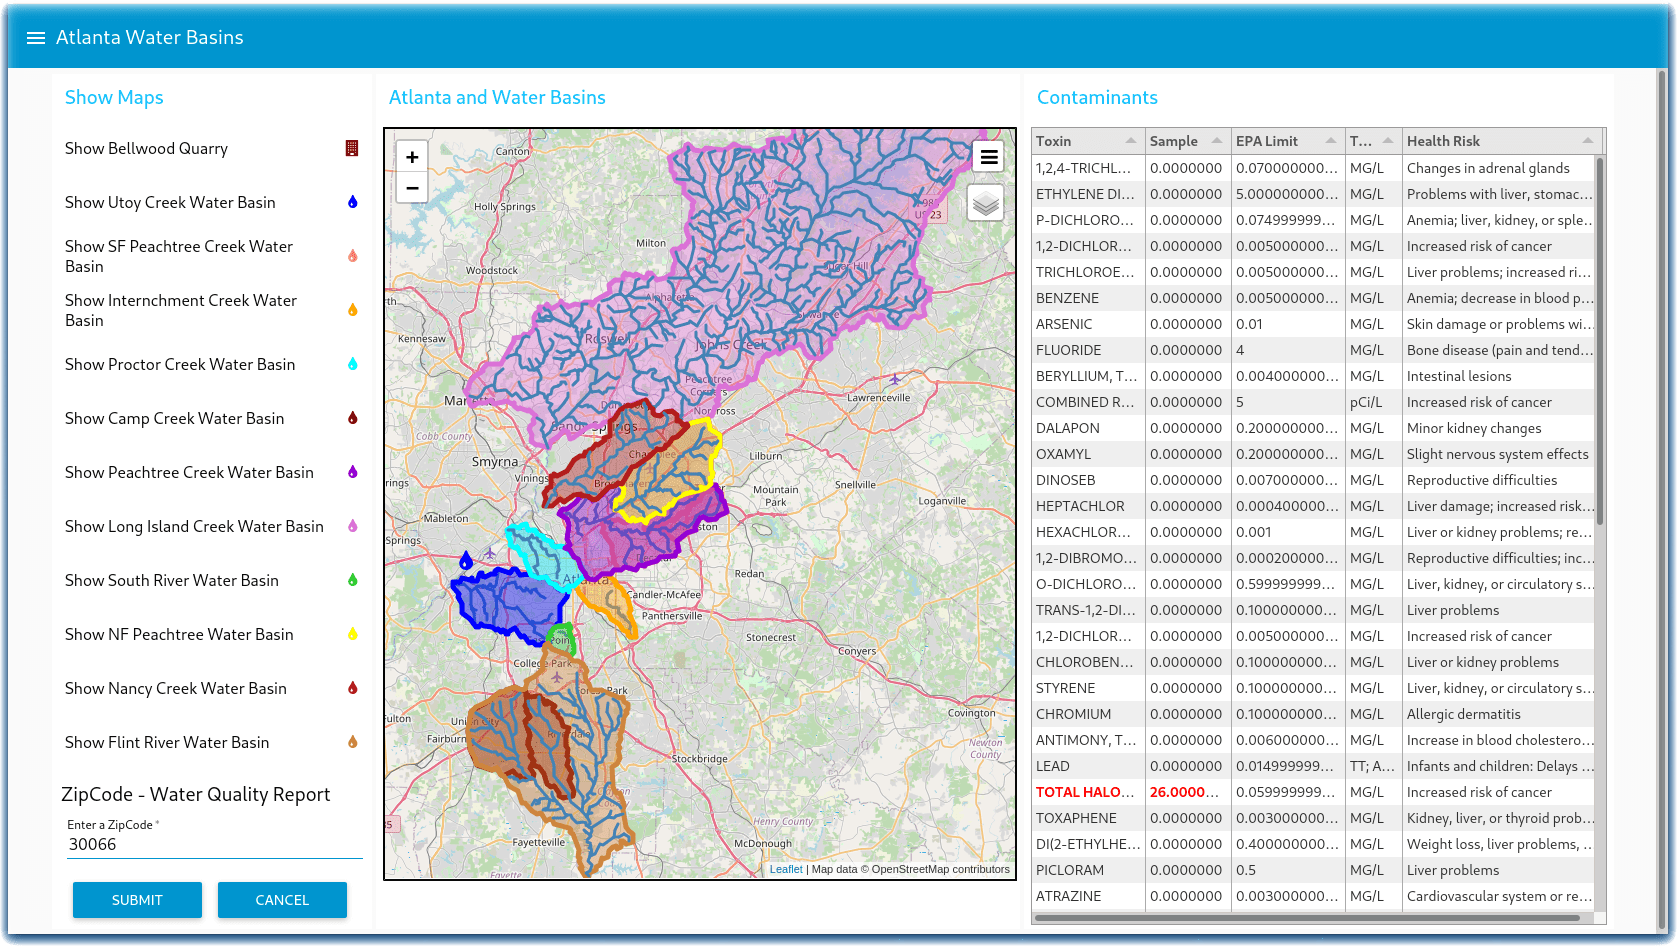 Atlanta Water Basins
Show Maps
Show Bellwood Quarry
Show Utoy Creek Water Basin
Show SF Peachtree Creek Water
Basin
Show Internchment Creek Water
Basin
Show Proctor Creek Water Basin
Show Camp Creek Water Basin
Show Peachtree Creek Water Basin
Show Long Island Creek Water Basin
Show South River Water Basin
Show NF Peachtree Water Basin
Show Nancy Creek Water Basin
Show Flint River Water Basin
ZipCode - Water Quality Report
Enter a ZipCode *
30066
SUBMIT CANCEL
Atlanta and Water Basins
+
−
Canton
Holly Springs
Milton
Woodstock
985
US 23
Sugar Hill
Alpharetta
Suwanee
Kennesaw
Roswell
Johns Creek
Peachtree
Corners
Marietta
Norcross
Lawrenceville
Sandy Springs
Cobb County
Smyrna
Vinings
Lilburn
Mountain
Park
Snellville
Loganville
rings
Mableton
Springs
ston
Atlanta
Redan
Candler-McAfee
Panthersville
Stonecrest
Conyers
College Park
Forest Park
Union City
Fairburn
Riverdale
Covington
Newton
County
Stockbridge
Clayton
County
Henry County
McDonough
Fayetteville
Fayette
ulton
85
Leaflet | Map data © OpenStreetMap contributors
Contaminants
Toxin Sample EPA Limit T... Health Risk
1,2,4-TRICHL... 0.0000000 0.070000000... MG/L Changes in adrenal glands
ETHYLENE DI... 0.0000000 5.000000000... MG/L Problems with liver, stomac...
P-DICHLORO... 0.0000000 0.074999999... MG/L Anemia; liver, kidney, or sple...
1,2-DICHLOR... 0.0000000 0.005000000... MG/L Increased risk of cancer
TRICHLOROE... 0.0000000 0.005000000... MG/L Liver problems; increased ri...
BENZENE 0.0000000 0.005000000... MG/L Anemia; decrease in blood p...
ARSENIC 0.0000000 0.01 MG/L Skin damage or problems wi...
FLUORIDE 0.0000000 4 MG/L Bone disease (pain and tend...
BERYLLIUM, T... 0.0000000 0.004000000... MG/L Intestinal lesions
COMBINED R... 0.0000000 5 pCi/L Increased risk of cancer
DALAPON 0.0000000 0.200000000... MG/L Minor kidney changes
OXAMYL 0.0000000 0.200000000... MG/L Slight nervous system effects
DINOSEB 0.0000000 0.007000000... MG/L Reproductive difficulties
HEPTACHLOR 0.0000000 0.000400000... MG/L Liver damage; increased risk...
HEXACHLOR... 0.0000000 0.001 MG/L Liver or kidney problems; re...
1,2-DIBROMO... 0.0000000 0.000200000... MG/L Reproductive difficulties; inc...
O-DICHLORO... 0.0000000 0.599999999... MG/L Liver, kidney, or circulatory s...
TRANS-1,2-DI... 0.0000000 0.100000000... MG/L Liver problems
1,2-DICHLOR... 0.0000000 0.005000000... MG/L Increased risk of cancer
CHLOROBEN... 0.0000000 0.100000000... MG/L Liver or kidney problems
STYRENE 0.0000000 0.100000000... MG/L Liver, kidney, or circulatory s...
CHROMIUM 0.0000000 0.100000000... MG/L Allergic dermatitis
ANTIMONY, T... 0.0000000 0.006000000... MG/L Increase in blood cholestero...
LEAD 0.0000000 0.014999999... TT; A... Infants and children: Delays ...
TOTAL HALO... 26.0000... 0.059999999... MG/L Increased risk of cancer
TOXAPHENE 0.0000000 0.003000000... MG/L Kidney, liver, or thyroid prob...
DI(2-ETHYLHE... 0.0000000 0.400000000... MG/L Weight loss, liver problems, ...
PICLORAM 0.0000000 0.5 MG/L Liver problems
ATRAZINE 0.0000000 0.003000000... MG/L Cardiovascular system or re...